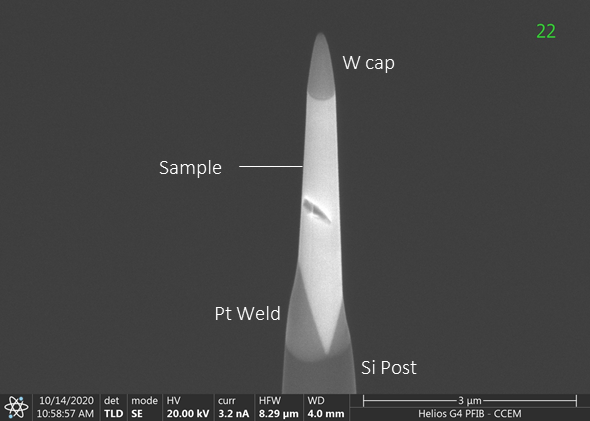 22
W cap
Sample
Pt Weld
Si Post
10/14/2020 det mode HV curr HFW WD 3 µm
10:58:57 AM TLD SE 20.00 kV 3.2 nA 8.29 µm 4.0 mm Helios G4 PFIB - CCEM